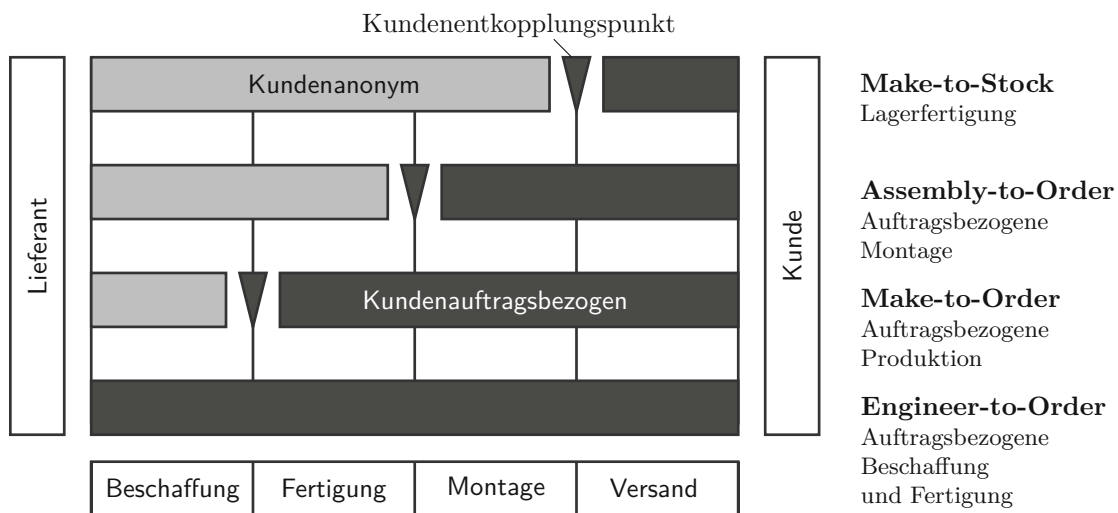 Kundenentkopplungspunkt
Lieferant
Kundenanonym
Kundenauftragsbezogen
Kunde
Make-to-Stock
Lagerfertigung
Assembly-to-Order
Auftragsbezogene
Montage
Make-to-Order
Auftragsbezogene
Produktion
Engineer-to-Order
Auftragsbezogene
Beschaffung
und Fertigung
Beschaffung
Fertigung
Montage
Versand